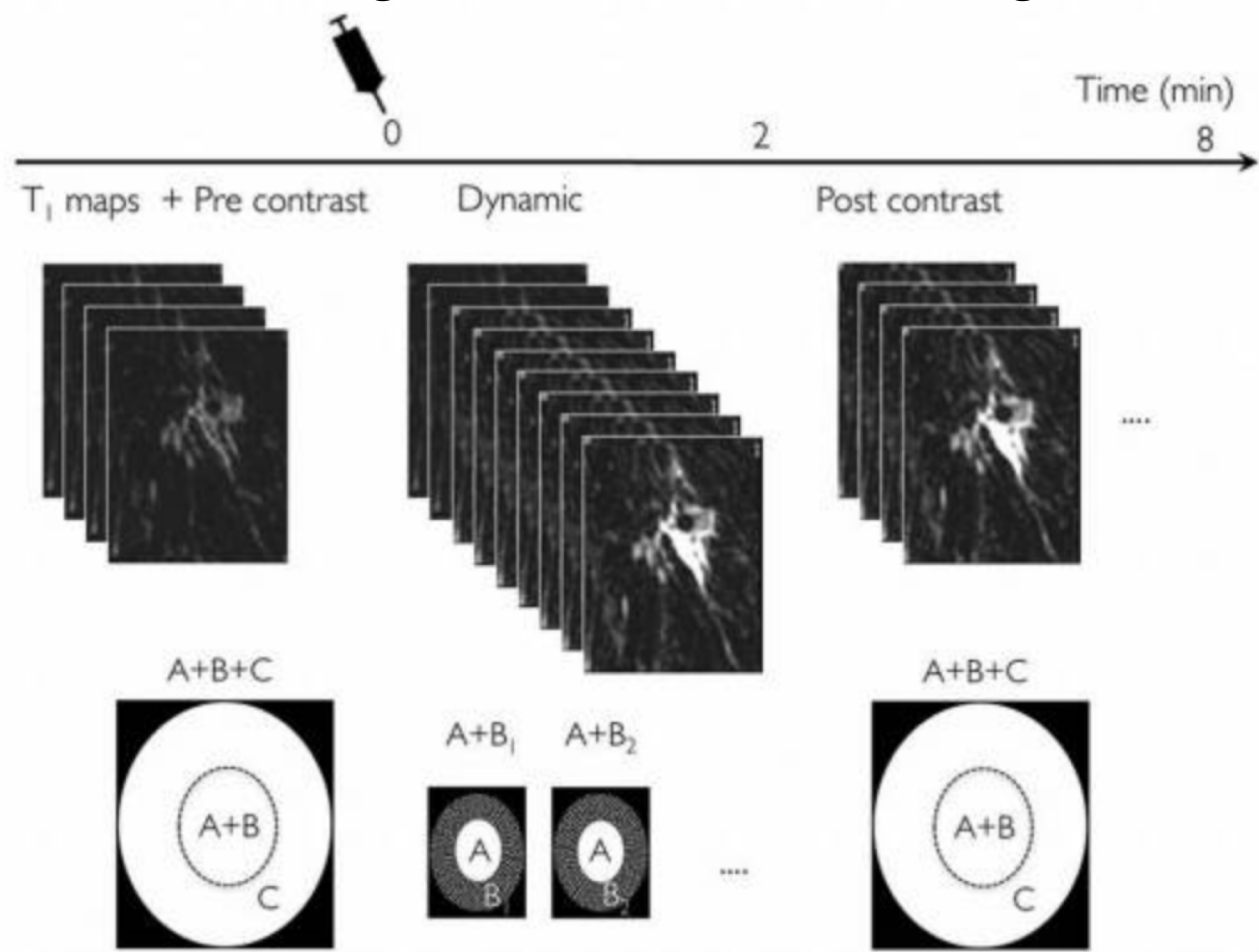 Time (min)
0
2
8
T₁ maps + Pre contrast
Dynamic
Post contrast
....
A+B+C
A+B₁
A+B₂
A+B+C
A+B
C
A
B₁
A
B₂
....
A+B
C